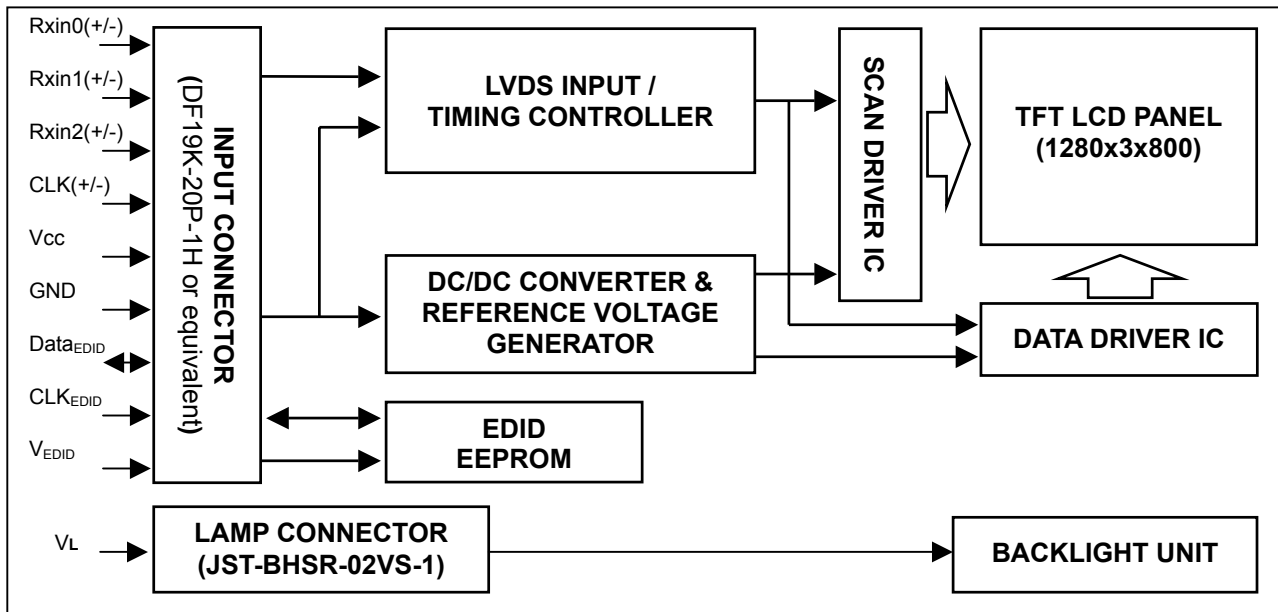 Rxin0(+/-)
Rxin1(+/-)
Rxin2(+/-)
CLK(+/-)
Vcc
GND
DataEDID
CLKEDID
VEDID
VL
INPUT CONNECTOR
(DF19K-20P-1H or equivalent)
LVDS INPUT /
TIMING CONTROLLER
DC/DC CONVERTER &
REFERENCE VOLTAGE
GENERATOR
EDID
EEPROM
SCAN DRIVER IC
TFT LCD PANEL
(1280x3x800)
DATA DRIVER IC
LAMP CONNECTOR
(JST-BHSR-02VS-1)
BACKLIGHT UNIT